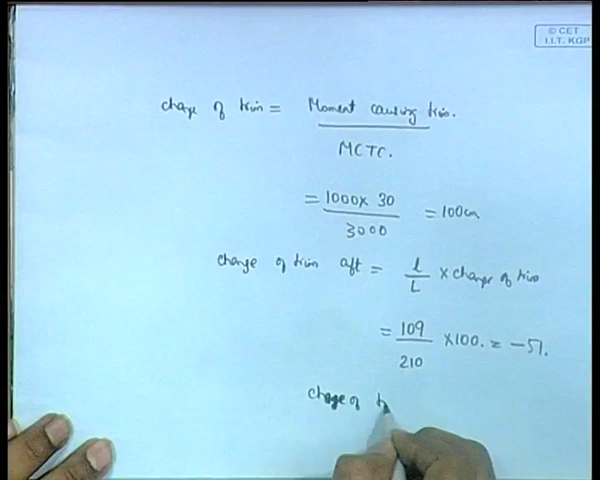 © CET
I.I.T. KGP
change of trim = Moment causing trim.
MCTC.
= 1000 x 30
3000
= 100cm
change of trim aft = l
L
x change of trim
= 109
210
x 100. = -51.
change of t